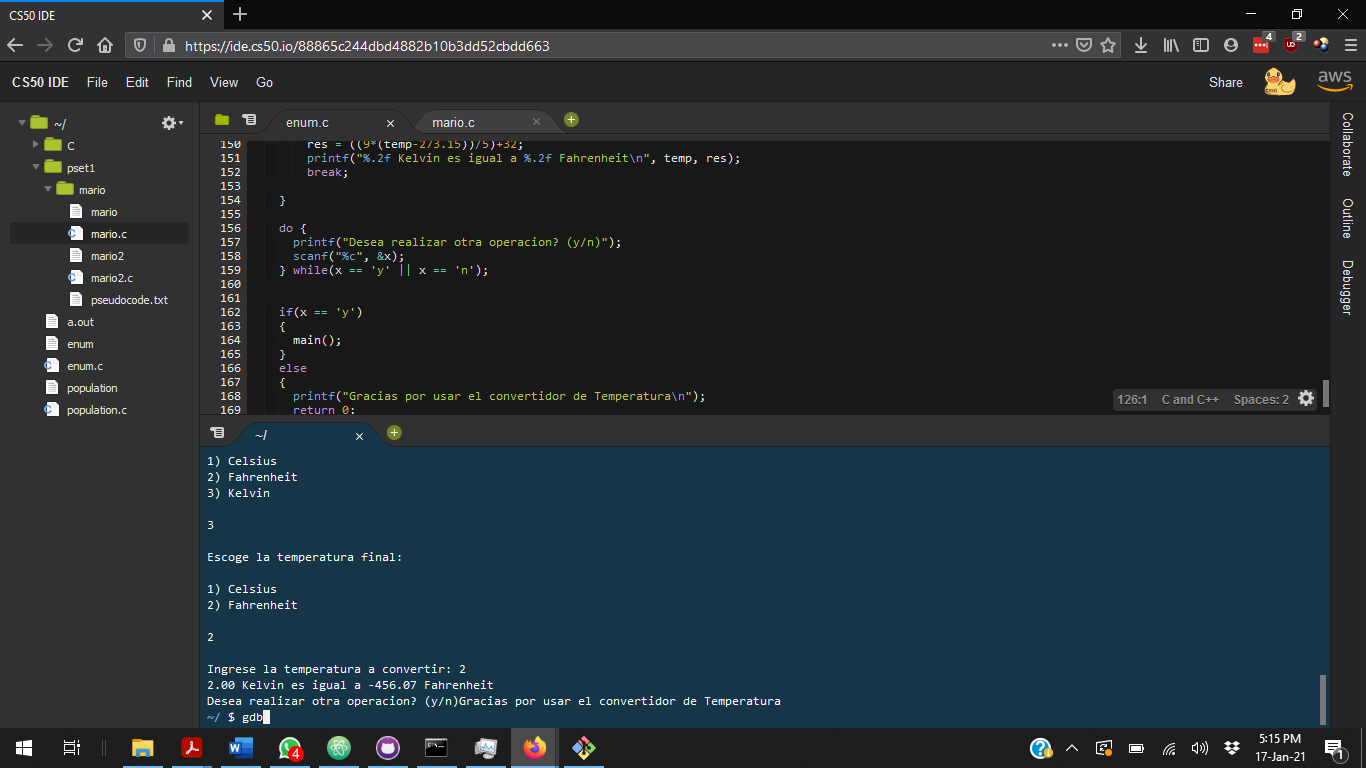 CS50 IDE
https://ide.cs50.io/88865c244dbd4882b10b3dd52cbdd663
4
2
CS50 IDE File Edit Find View Go
Share
aws
~/
C
pset1
mario
mario
mario.c
mario2
mario2.c
pseudocode.txt
a.out
enum
enum.c
population
population.c
enum.c
mario.c
150 res = ((9*(temp-273.15))/5)+32;
151 printf("%.2f Kelvin es igual a %.2f Fahrenheit\n", temp, res);
152 break;
153
154 }
155
156 do {
157 printf("Desea realizar otra operacion? (y/n)");
158 scanf("%c", &x);
159 } while(x == 'y' || x == 'n');
160
161
162 if(x == 'y')
163 {
164 main();
165 }
166 else
167 {
168 printf("Gracias por usar el convertidor de Temperatura\n");
169 return 0;
126:1 C and C++ Spaces: 2
Collaborate
Outline
Debugger
~/
1) Celsius
2) Fahrenheit
3) Kelvin
3
Escoge la temperatura final:
1) Celsius
2) Fahrenheit
2
Ingrese la temperatura a convertir: 2
2.00 Kelvin es igual a -456.07 Fahrenheit
Desea realizar otra operacion? (y/n)Gracias por usar el convertidor de Temperatura
~/ $ gdb
4
5:15 PM
17-Jan-21
1